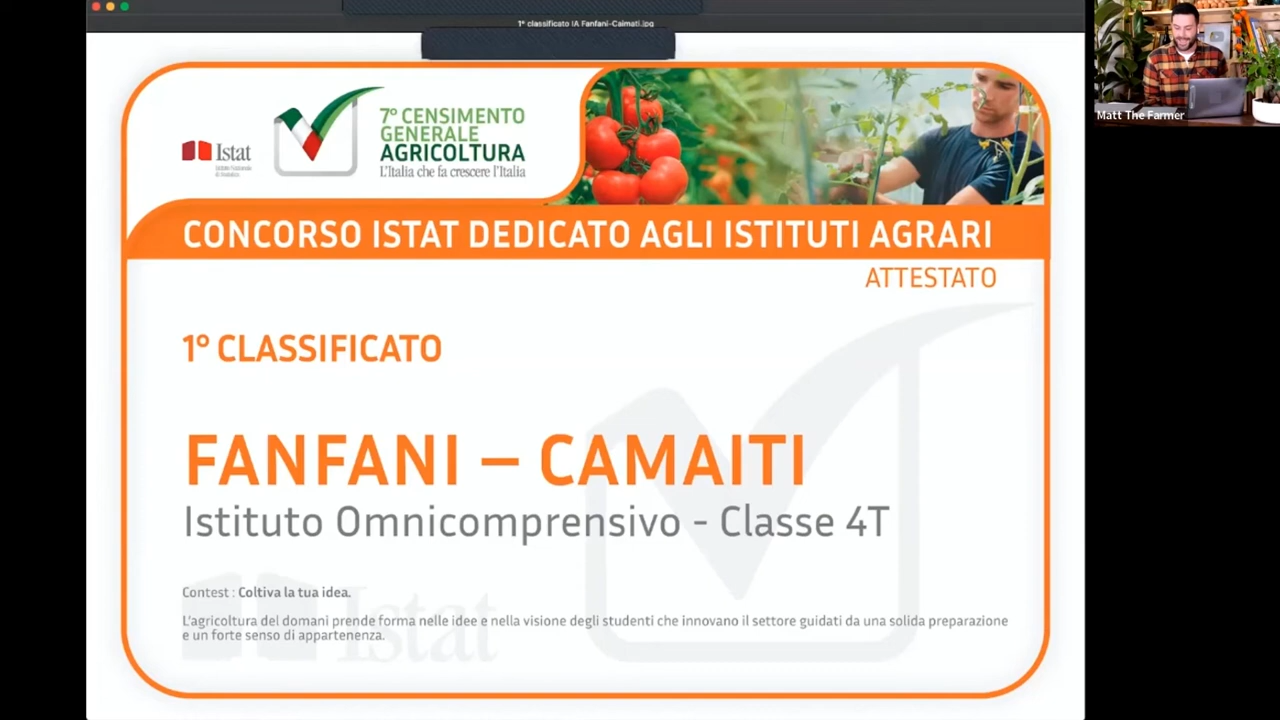 1° classificato IA Fanfani-Caimati.jpg
Matt The Farmer
Istat
7° CENSIMENTO
GENERALE
AGRICOLTURA
L'Italia che fa crescere l'Italia
CONCORSO ISTAT DEDICATO AGLI ISTITUTI AGRARI
ATTESTATO
1° CLASSIFICATO
FANFANI – CAMAITI
Istituto Omnicomprensivo - Classe 4T
Contest : Coltiva la tua idea.
L'agricoltura del domani prende forma nelle idee e nella visione degli studenti che innovano il settore guidati da una solida preparazione
e un forte senso di appartenenza.
Istat